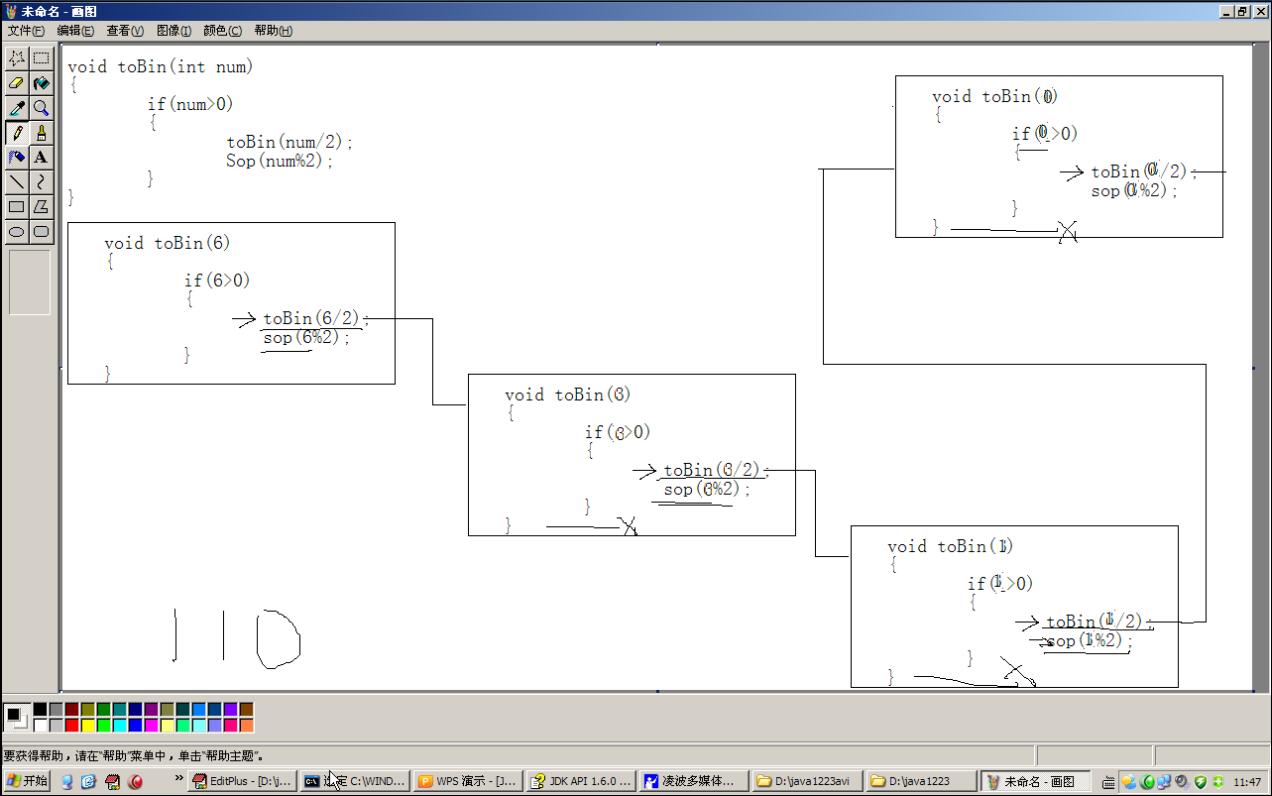 未命名 - 画图
文件(F) 编辑(E) 查看(V) 图像(I) 颜色(C) 帮助(H)
void toBin(int num)
{
if(num>0)
{
toBin(num/2);
Sop(num%2);
}
}
void toBin(6)
{
if(6>0)
{
toBin(6/2);
sop(6%2);
}
}
void toBin(3)
{
if(3>0)
{
toBin(3/2);
sop(3%2);
}
}
void toBin(1)
{
if(1>0)
{
toBin(1/2);
sop(1%2);
}
}
void toBin(0)
{
if(0>0)
{
toBin(0/2);
sop(0%2);
}
}
110
要获得帮助，请在“帮助”菜单中，单击“帮助主题”。
开始 EditPlus - [D:\j... C:\WIND... WPS 演示 - [J... JDK API 1.6.0 ... 凌波多媒体... D:\java1223avi D:\java1223 未命名 - 画图 11:47